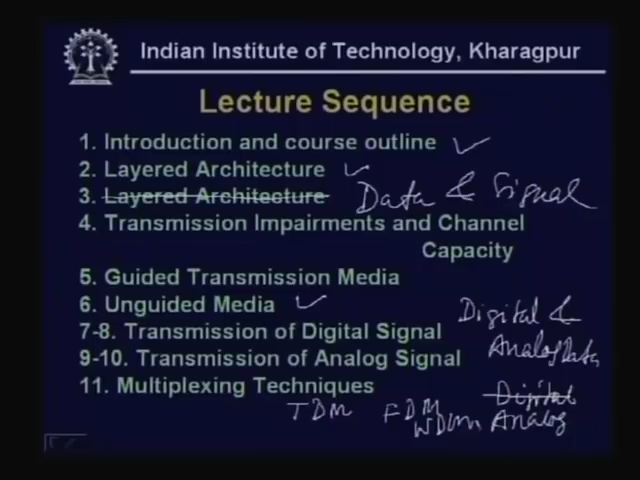 Indian Institute of Technology, Kharagpur
Lecture Sequence
1. Introduction and course outline
2. Layered Architecture
3. Layered Architecture Data & Signal
4. Transmission Impairments and Channel
Capacity
5. Guided Transmission Media
6. Unguided Media
Digital &
7-8. Transmission of Digital Signal
Analog Data
9-10. Transmission of Analog Signal
11. Multiplexing Techniques Digital
TDM FDM WDM Analog